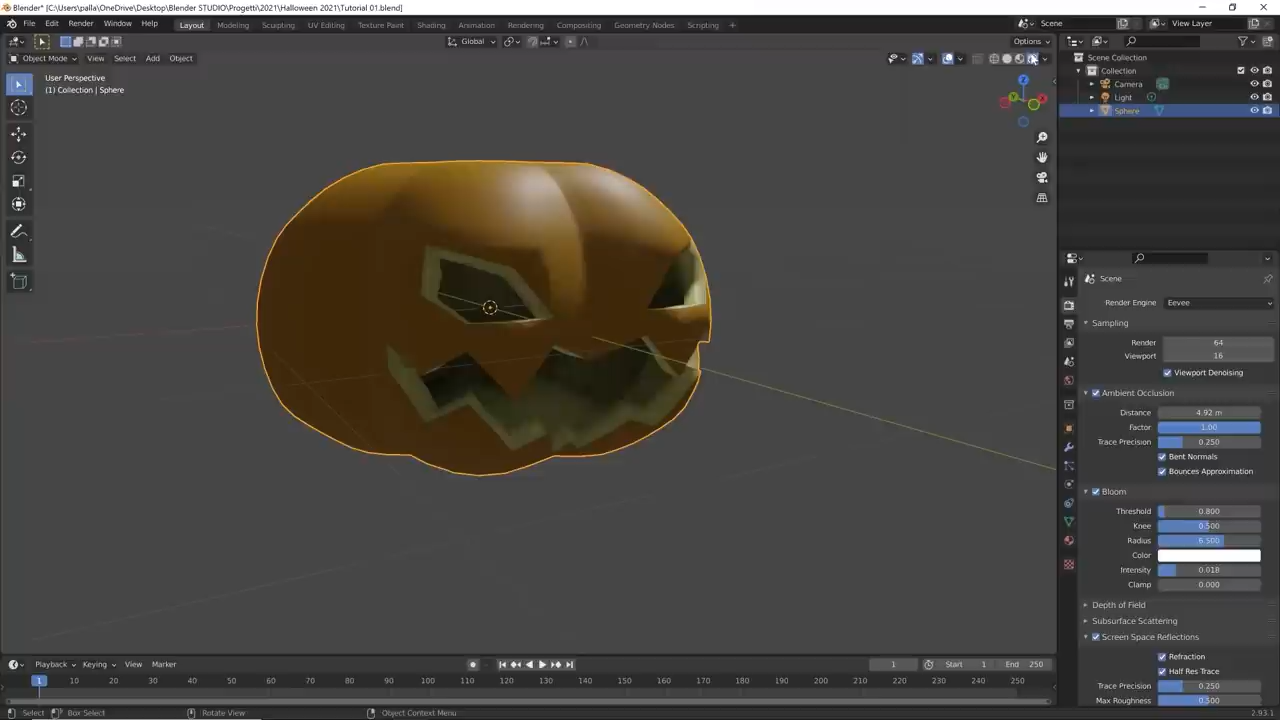 Blender* [C:\Users\palla\OneDrive\Desktop\Blender STUDIO\Progetti\2021\Halloween 2021\Tutorial 01.blend]
File Edit Render Window Help Layout Modeling Sculpting UV Editing Texture Paint Shading Animation Rendering Compositing Geometry Nodes Scripting + Scene View Layer
Global Options
Object Mode View Select Add Object
User Perspective
(1) Collection | Sphere
Z
Y
X
Scene Collection
Collection
Camera
Light
Sphere
Scene
Render Engine Eevee
Sampling
Render 64
Viewport 16
Viewport Denoising
Ambient Occlusion
Distance 4.92 m
Factor 1.00
Trace Precision 0.250
Bent Normals
Bounces Approximation
Bloom
Threshold 0.800
Knee 0.500
Radius 6.500
Color
Intensity 0.018
Clamp 0.000
Depth of Field
Subsurface Scattering
Screen Space Reflections
Refraction
Half Res Trace
Trace Precision 0.250
Max Roughness 0.500
Playback Keying View Marker 1 Start 1 End 250
1 10 20 30 40 50 60 70 80 90 100 110 120 130 140 150 160 170 180 190 200 210 220 230 240 250
Select Box Select Rotate View Object Context Menu 2.93.1